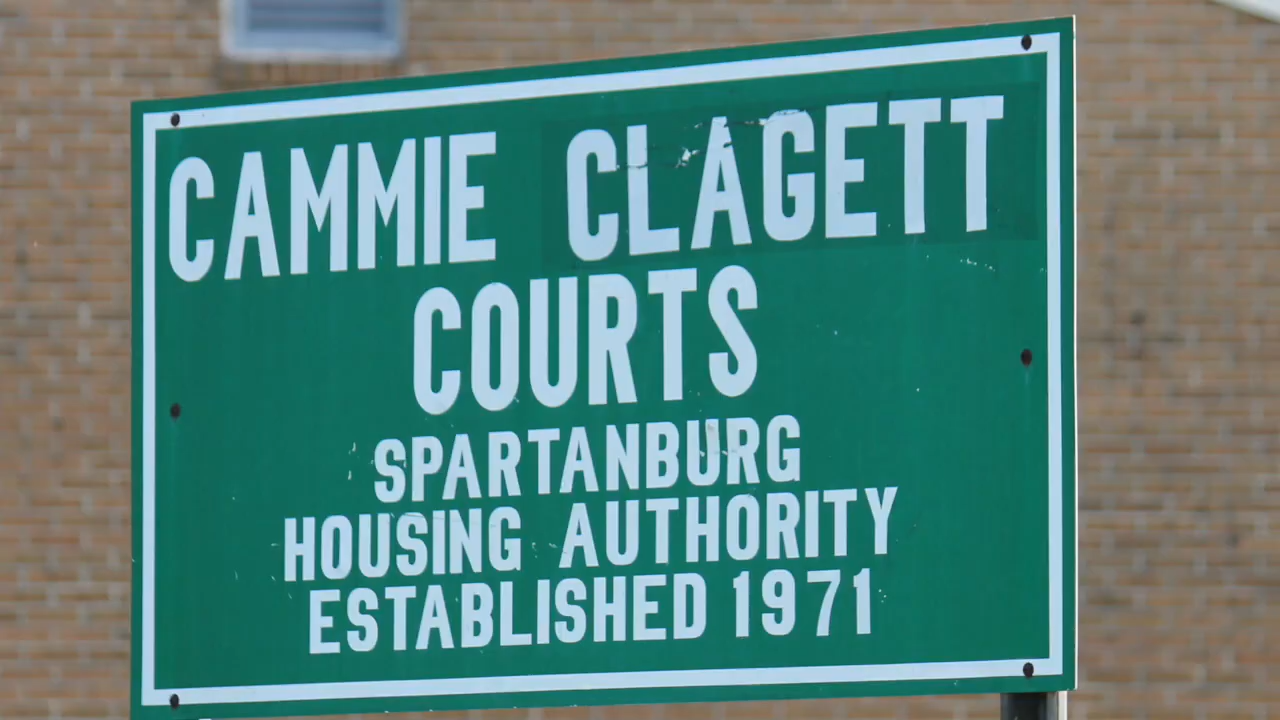 CAMMIE CLAGETT
COURTS
SPARTANBURG
HOUSING AUTHORITY
ESTABLISHED 1971